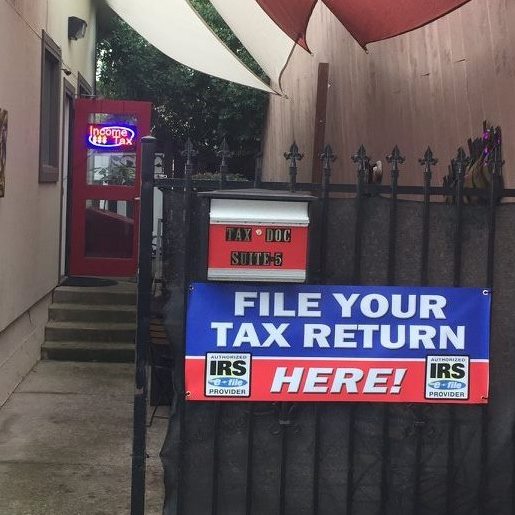 Income
$$$ Tax
TAX DOC
SUITE-5
FILE YOUR
TAX RETURN
HERE!
AUTHORIZED
IRS
e-file
PROVIDER
AUTHORIZED
IRS
e-file
PROVIDER